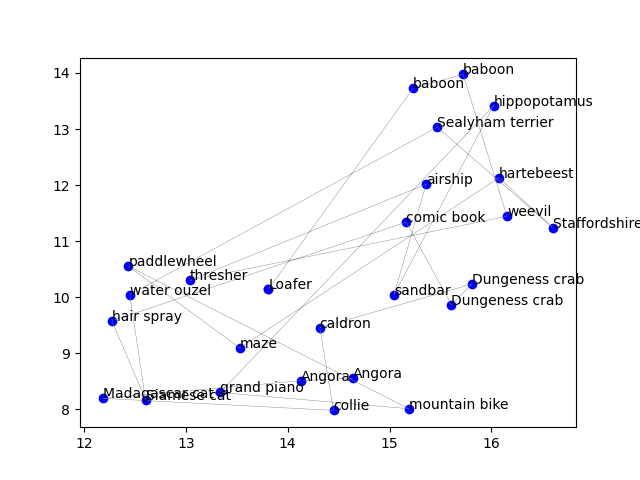 14
13
12
11
10
9
8
baboon
baboon
hippopotamus
Sealyham terrier
hartebeest
airship
weevil
comic book
Staffordshire
paddlewheel
thresher
Loafer
Dungeness crab
water ouzel
sandbar
Dungeness crab
hair spray
caldron
maze
Angora
Angora
grand piano
Madagascar cat
Siamese cat
collie
mountain bike
12 13 14 15 16